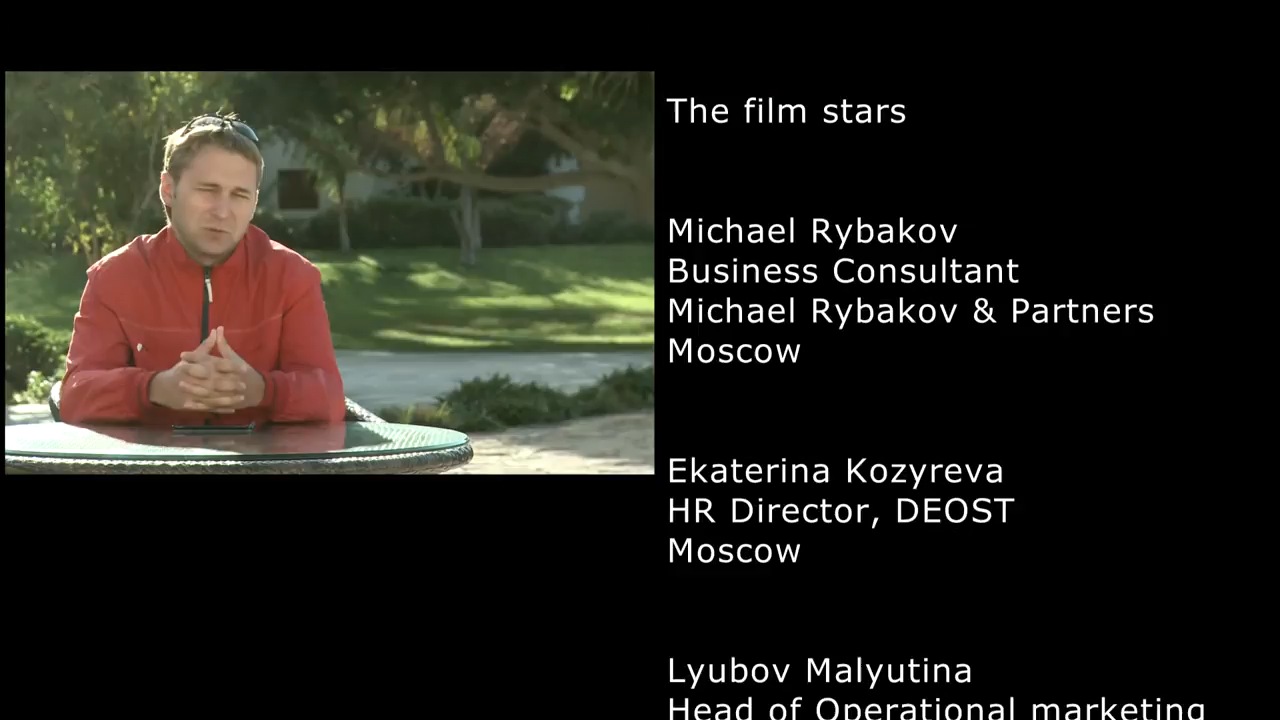 The film stars
Michael Rybakov
Business Consultant
Michael Rybakov & Partners
Moscow
Ekaterina Kozyreva
HR Director, DEOST
Moscow
Lyubov Malyutina
Head of Operational marketing